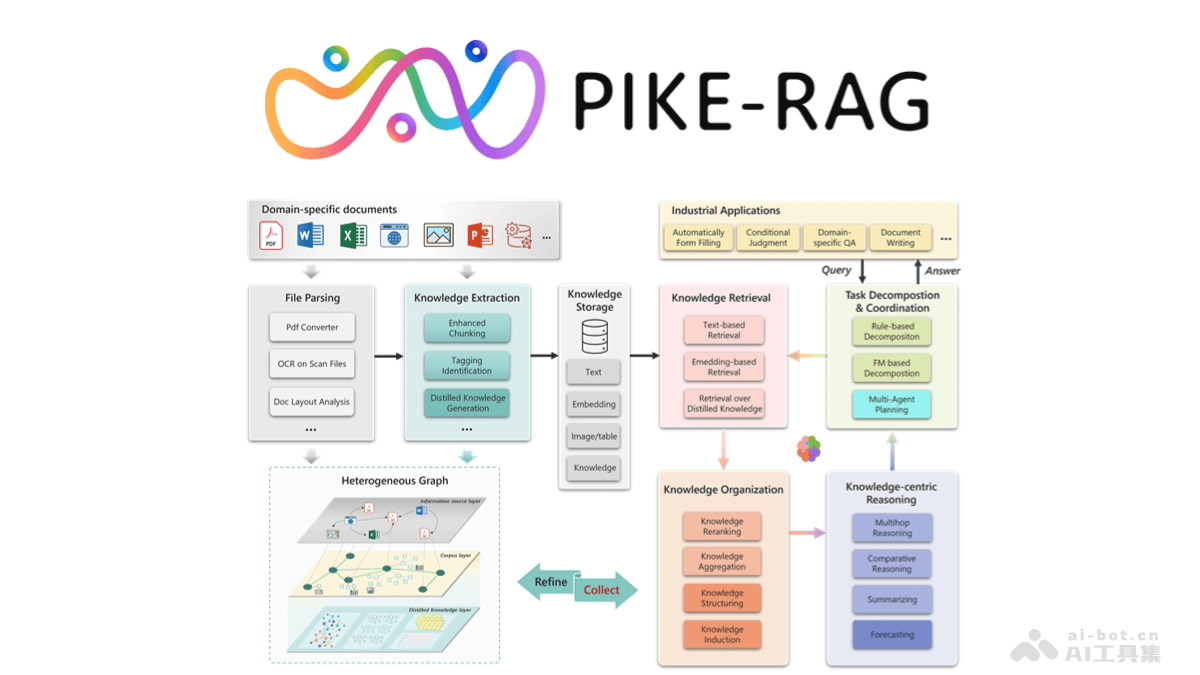 PIKE-RAG
Domain-specific documents
PDF
...
Industrial Applications
Automatically
Form Filling
Conditional
Judgment
Domain-
specific QA
Document
Writing
...
Query
Answer
File Parsing
Pdf Converter
OCR on Scan Files
Doc Layout Analysis
...
Knowledge Extraction
Enhanced
Chunking
Tagging
Identification
Distilled Knowledge
Generation
...
Knowledge
Storage
Text
Embedding
Image/table
Knowledge
Knowledge Retrieval
Text-based
Retrieval
Emedding-based
Retrieval
Retrieval over
Distilled Knowledge
Task Decompostion
& Coordination
Rule-based
Decompositon
FM based
Decompostion
Multi-Agent
Planning
Heterogeneous Graph
Information source layer
Corpus layer
Distilled Knowledge layer
Refine
Collect
Knowledge Organization
Knowledge
Reranking
Knowledge
Aggregation
Knowledge
Structuring
Knowledge
Induction
Knowledge-centric
Reasoning
Multihop
Reasoning
Comparative
Reasoning
Summarizing
Forecasting
ai-bot.cn
AI工具集